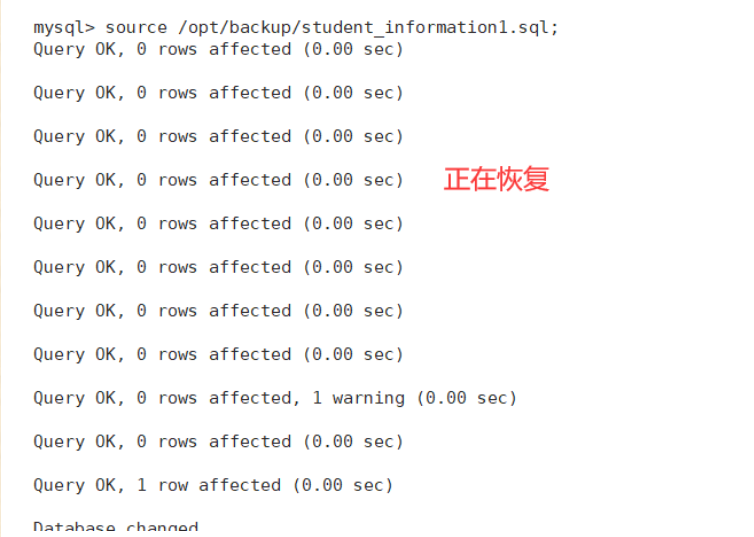 mysql> source /opt/backup/student_information1.sql;
Query OK, 0 rows affected (0.00 sec)
Query OK, 0 rows affected (0.00 sec)
Query OK, 0 rows affected (0.00 sec)
Query OK, 0 rows affected (0.00 sec) 正在恢复
Query OK, 0 rows affected (0.00 sec)
Query OK, 0 rows affected (0.00 sec)
Query OK, 0 rows affected (0.00 sec)
Query OK, 0 rows affected (0.00 sec)
Query OK, 0 rows affected, 1 warning (0.00 sec)
Query OK, 0 rows affected (0.00 sec)
Query OK, 1 row affected (0.00 sec)
Database changed